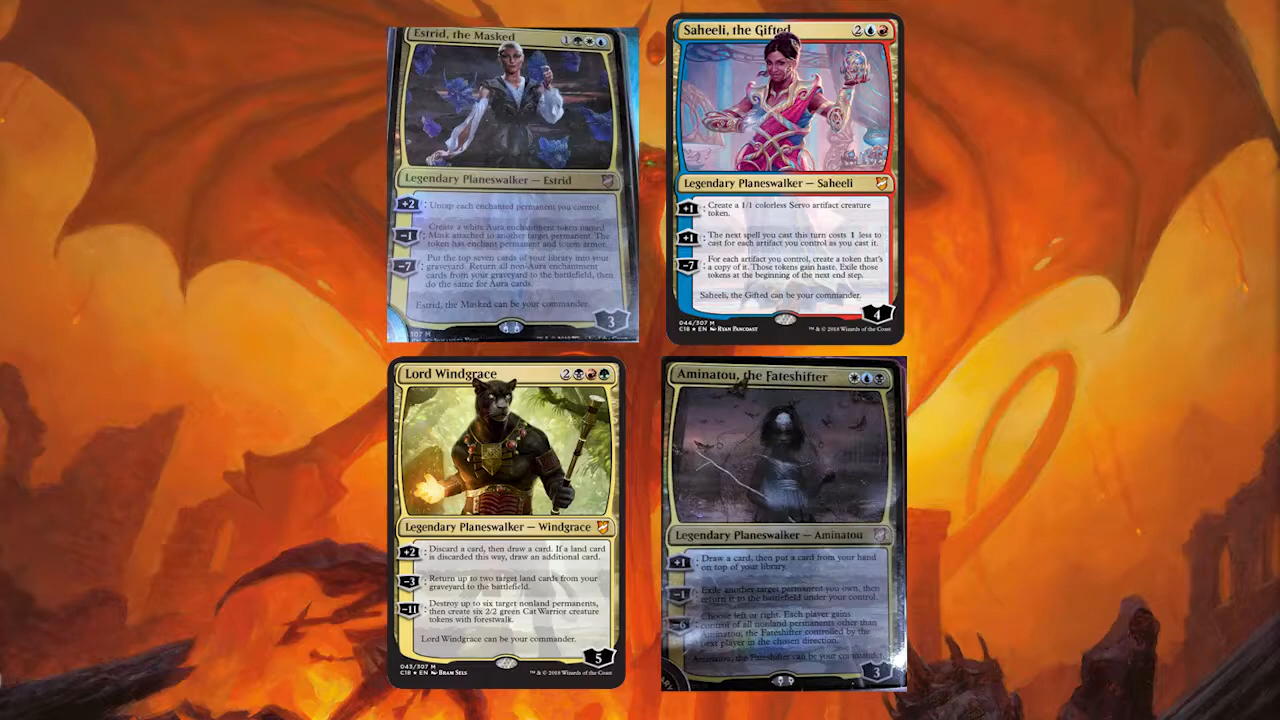 Estrid, the Masked 1
Legendary Planeswalker — Estrid
+2: Untap each enchanted permanent you control.
-1: Create a white Aura enchantment token named
Mask attached to another target permanent. The
token has enchant permanent and totem armor.
-7: Put the top seven cards of your library into your
graveyard. Return all non-Aura enchantment
cards from your graveyard to the battlefield, then
do the same for Aura cards.
Estrid, the Masked can be your commander.
3
Saheeli, the Gifted 2
Legendary Planeswalker — Saheeli
+1: Create a 1/1 colorless Servo artifact creature
token.
+1: The next spell you cast this turn costs 1 less to
cast for each artifact you control as you cast it.
-7: For each artifact you control, create a token that's
a copy of it. Those tokens gain haste. Exile those
tokens at the beginning of the next end step.
Saheeli, the Gifted can be your commander.
4
044/307 M
C18 ★ EN Ryan Pancoast ™ & © 2018 Wizards of the Coast
Lord Windgrace 2
Legendary Planeswalker — Windgrace
+2: Discard a card, then draw a card. If a land card
is discarded this way, draw an additional card.
-3: Return up to two target land cards from your
graveyard to the battlefield.
-11: Destroy up to six target nonland permanents,
then create six 2/2 green Cat Warrior creature
tokens with forestwalk.
Lord Windgrace can be your commander.
5
043/307 M
C18 ★ EN Bram Sels ™ & © 2018 Wizards of the Coast
Aminatou, the Fateshifter
Legendary Planeswalker — Aminatou
+1: Draw a card, then put a card from your hand
on top of your library.
-1: Exile another target permanent you own, then
return it to the battlefield under your control.
-6: Choose left or right. Each player gains
control of all nonland permanents other than
Aminatou, the Fateshifter controlled by the
next player in the chosen direction.
Aminatou, the Fateshifter can be your commander.
3